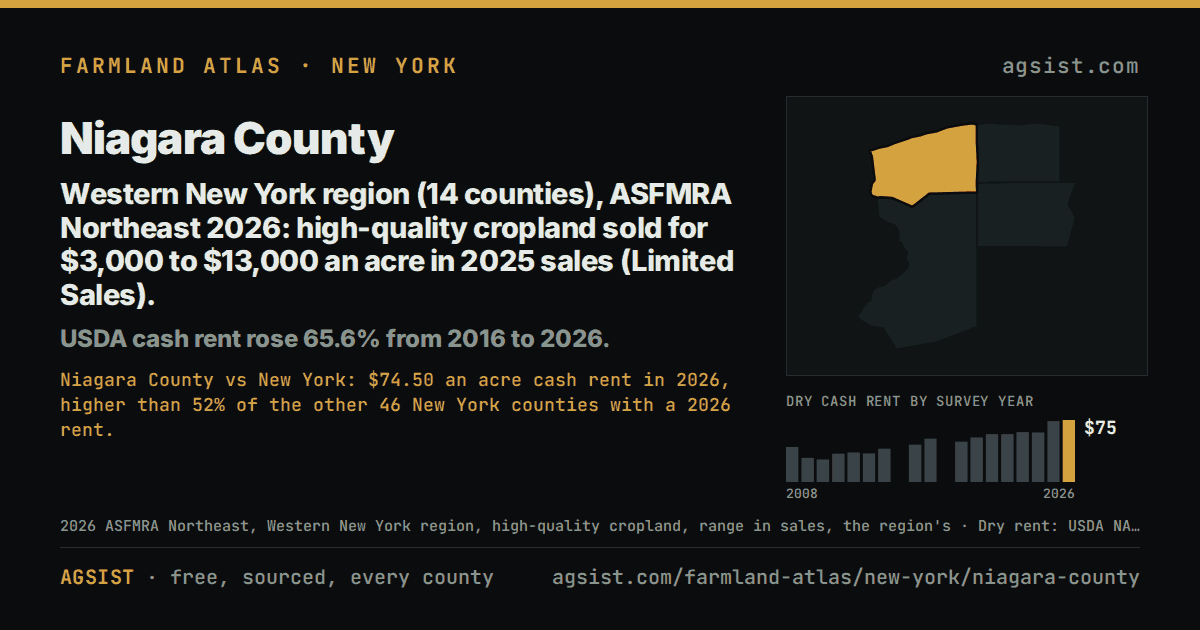 FARMLAND ATLAS · NEW YORK
agsist.com
Niagara County
Western New York region (14 counties), ASFMRA
Northeast 2026: high-quality cropland sold for
$3,000 to $13,000 an acre in 2025 sales (Limited
Sales).
USDA cash rent rose 65.6% from 2016 to 2026.
Niagara County vs New York: $74.50 an acre cash rent in 2026,
higher than 52% of the other 46 New York counties with a 2026
rent.
DRY CASH RENT BY SURVEY YEAR
$75
2008
2026
2026 ASFMRA Northeast, Western New York region, high-quality cropland, range in sales, the region's · Dry rent: USDA NA…
AGSIST · free, sourced, every county
agsist.com/farmland-atlas/new-york/niagara-county